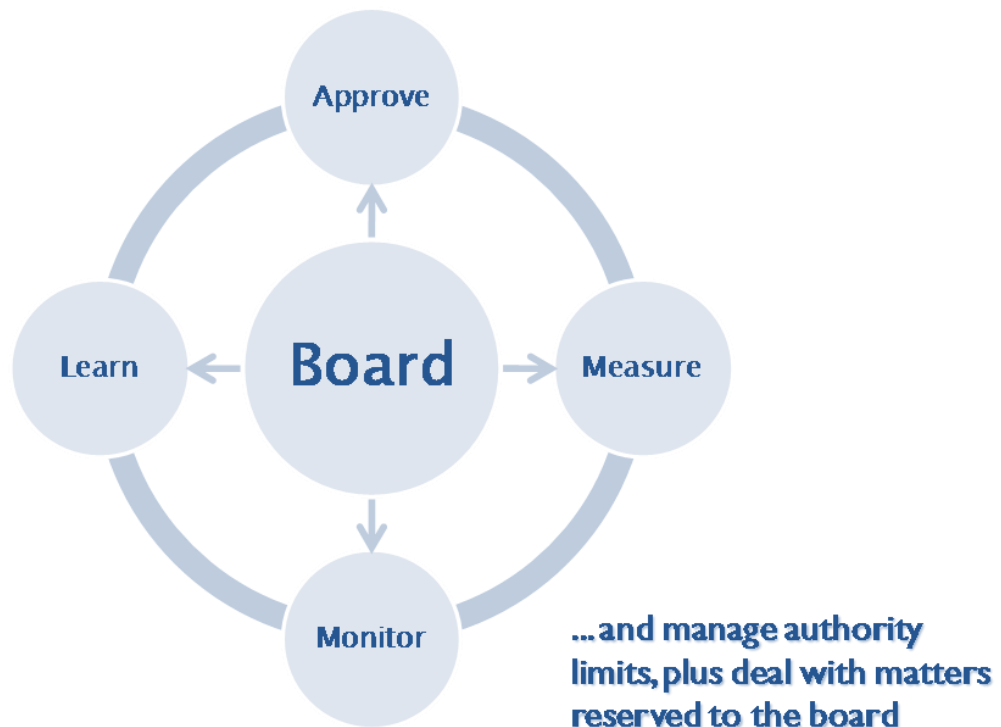 Approve
Learn
Board
Measure
Monitor
...and manage authority
limits, plus deal with matters
reserved to the board